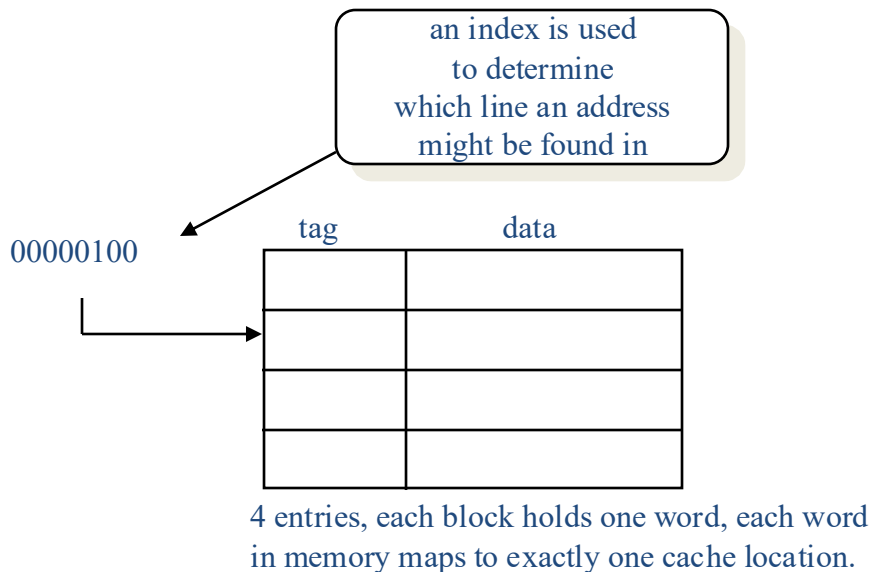 an index is used
to determine
which line an address
might be found in
tag data
00000100
4 entries, each block holds one word, each word
in memory maps to exactly one cache location.